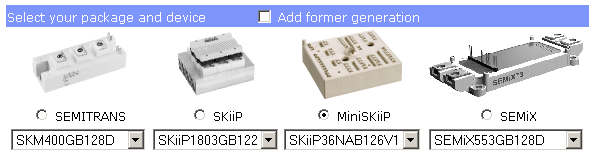 Select your package and device Add former generation
SEMiX®3
SEMITRANS SKiiP MiniSKiiP SEMiX
SKM400GB128D SKiiP1803GB122 SKiiP36NAB126V1 SEMiX553GB128D